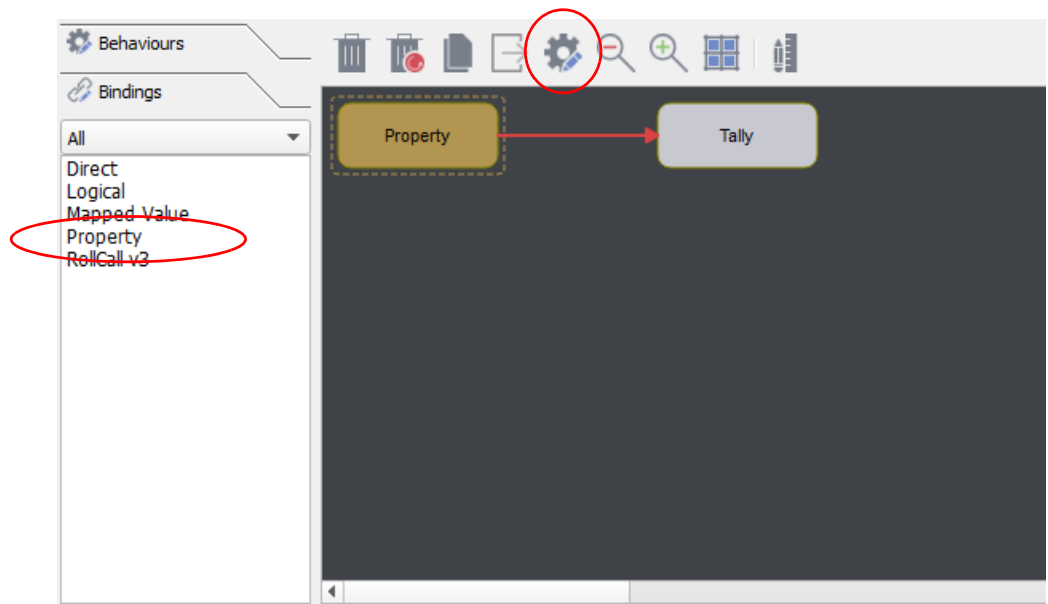 Behaviours
Bindings
All
Direct
Logical
Mapped Value
Property
RollCall v3
Property
Tally